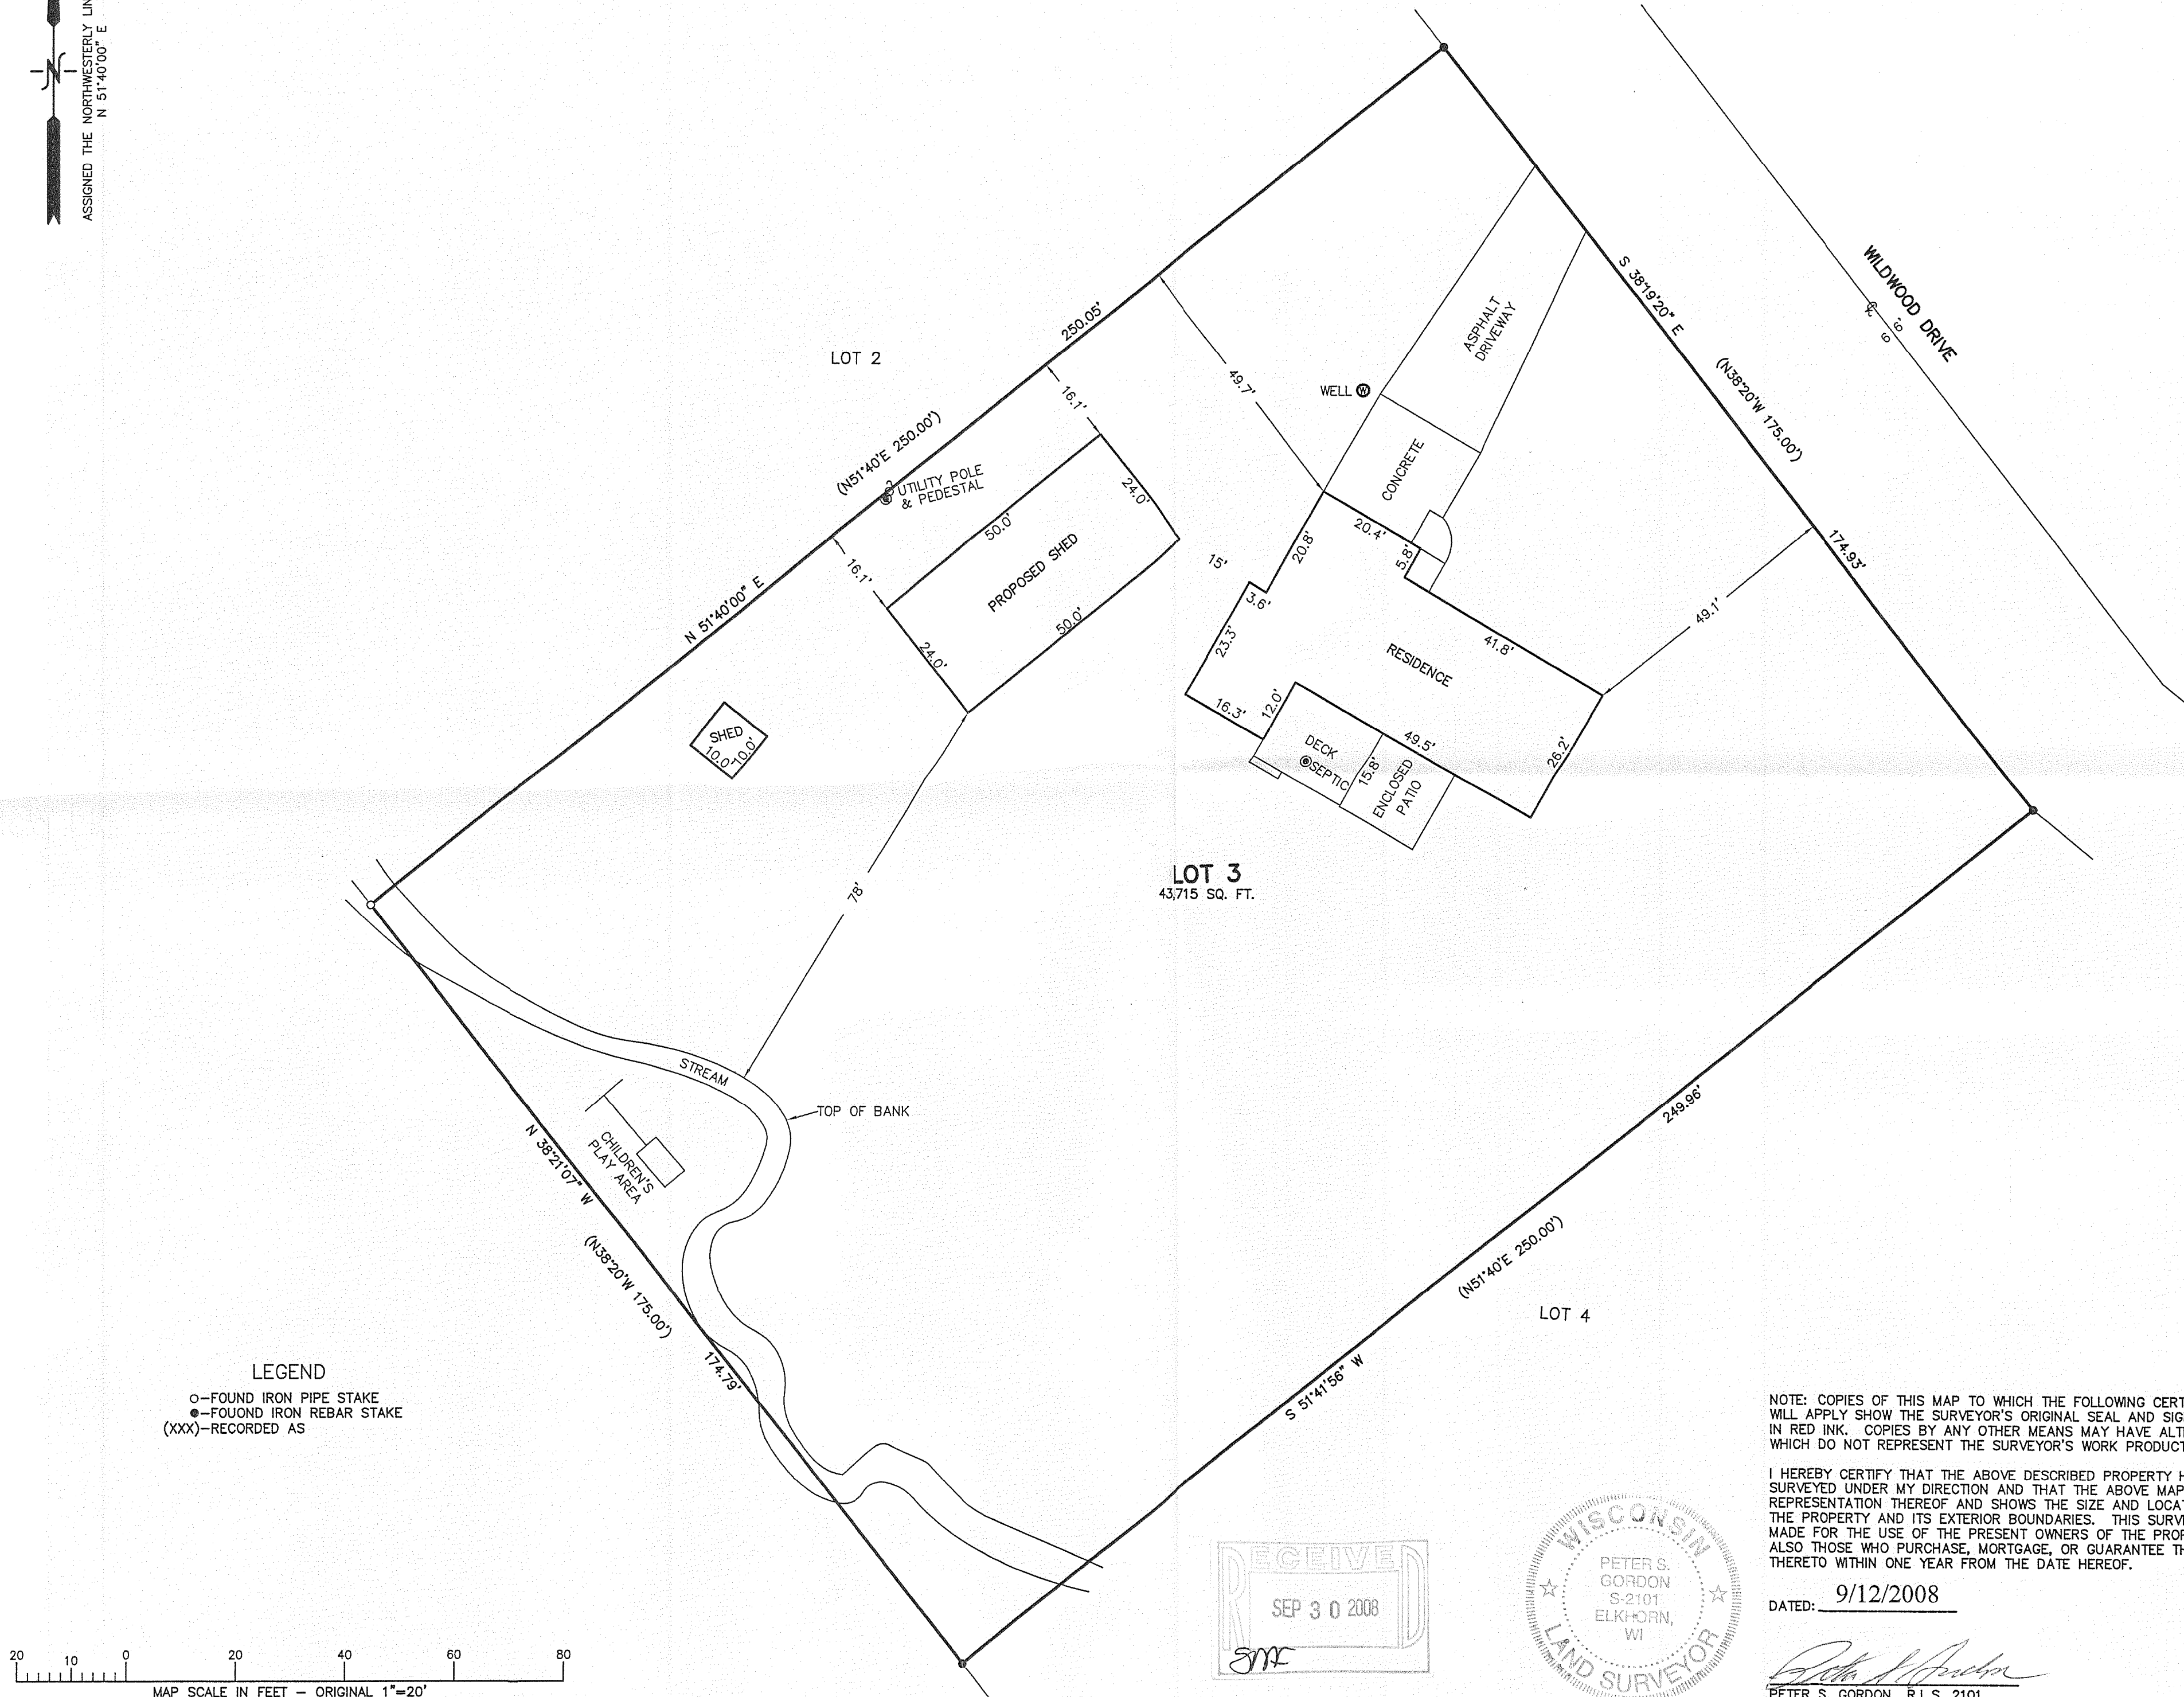 ASSIGNED THE NORTHWESTERLY LIN
N 51°40'00" E
N
WILDWOOD DRIVE
66'
66
S 38°19'20" E
(N38°20'W 175.00')
174.93'
250.05'
LOT 2
(N51°40'E 250.00')
N 51°40'00" E
UTILITY POLE
& PEDESTAL
16.1'
16.1'
49.7'
49.1'
ASPHALT
DRIVEWAY
WELL W
CONCRETE
50.0'
24.0'
PROPOSED SHED
50.0'
24.0'
15'
20.4'
20.8'
5.8'
3.6'
23.3'
41.8'
RESIDENCE
16.3'
12.0'
49.5'
26.2'
DECK
SEPTIC
15.8'
ENCLOSED
PATIO
SHED
10.0'
10.0'
78'
LOT 3
43,715 SQ. FT.
STREAM
TOP OF BANK
CHILDREN'S
PLAY AREA
N 38°21'07" W
(N38°20'W 175.00')
174.79'
249.96'
(N51°40'E 250.00')
LOT 4
S 51°41'56" W
LEGEND
O-FOUND IRON PIPE STAKE
●-FOUOND IRON REBAR STAKE
(XXX)-RECORDED AS
20 10 0 20 40 60 80
MAP SCALE IN FEET - ORIGINAL 1"=20'
RECEIVED
SEP 30 2008
WISCONSIN
PETER S.
GORDON
S-2101
ELKHORN,
WI
LAND SURVEYOR
NOTE: COPIES OF THIS MAP TO WHICH THE FOLLOWING CERT
WILL APPLY SHOW THE SURVEYOR'S ORIGINAL SEAL AND SIG
IN RED INK. COPIES BY ANY OTHER MEANS MAY HAVE ALT
WHICH DO NOT REPRESENT THE SURVEYOR'S WORK PRODUCT
I HEREBY CERTIFY THAT THE ABOVE DESCRIBED PROPERTY H
SURVEYED UNDER MY DIRECTION AND THAT THE ABOVE MAP
REPRESENTATION THEREOF AND SHOWS THE SIZE AND LOCA
THE PROPERTY AND ITS EXTERIOR BOUNDARIES. THIS SURV
MADE FOR THE USE OF THE PRESENT OWNERS OF THE PROP
ALSO THOSE WHO PURCHASE, MORTGAGE, OR GUARANTEE TH
THERETO WITHIN ONE YEAR FROM THE DATE HEREOF.
DATED: 9/12/2008
PETER S. GORDON R.L.S. 2101